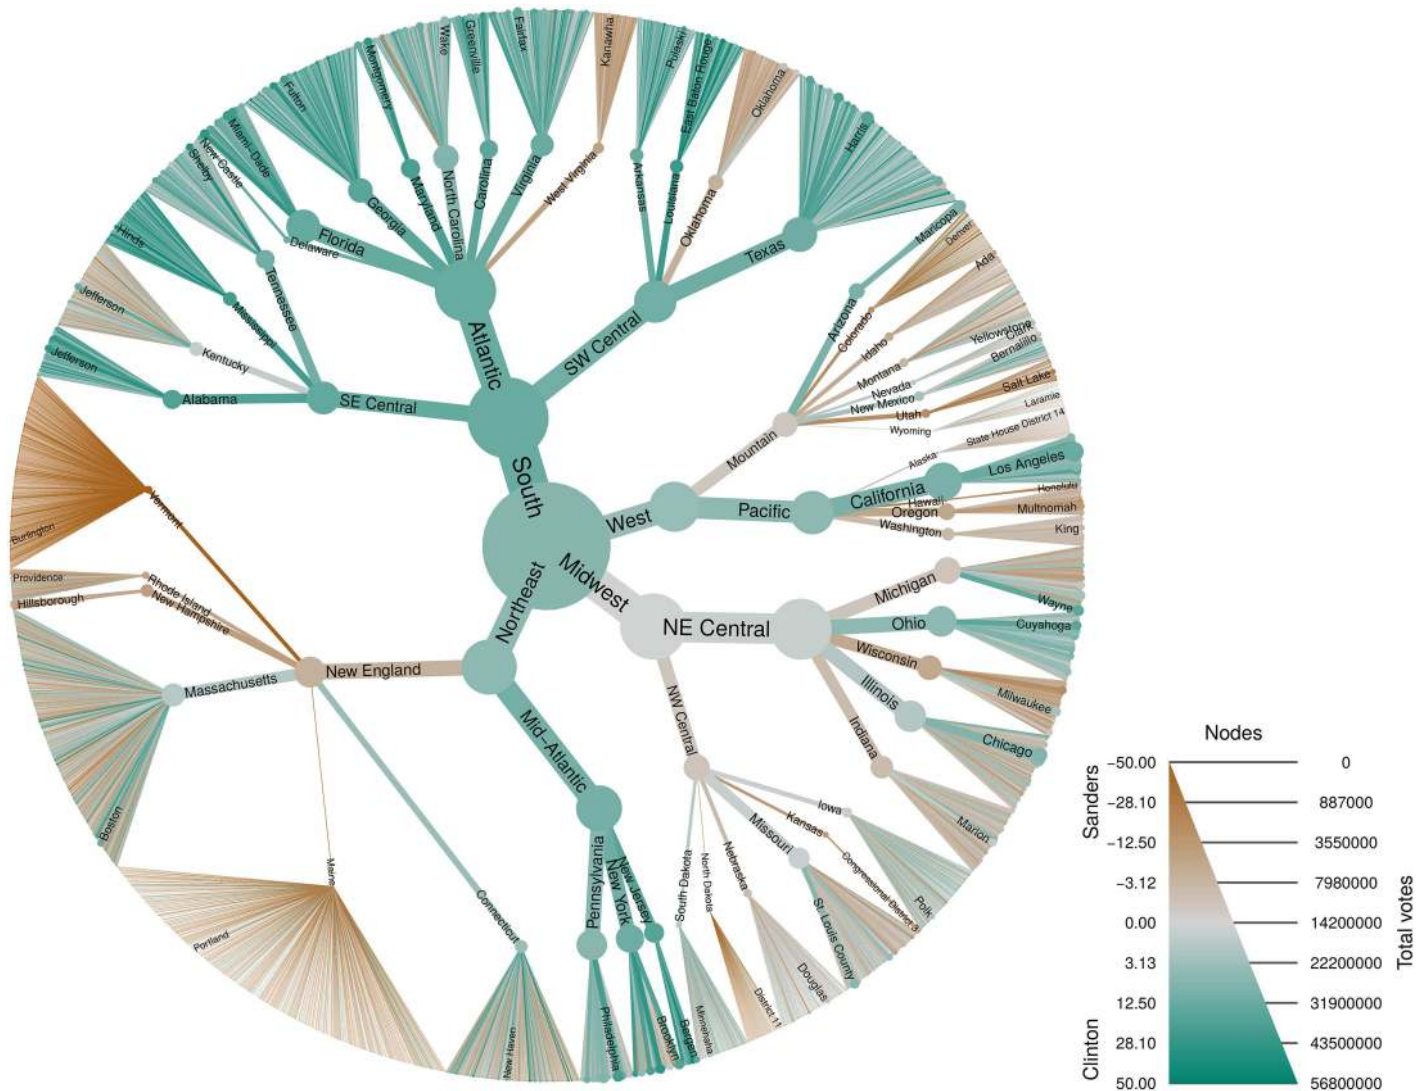 Kanawha
Fairfax
Greenville
Wake
Montgomery
Fulton
Miami-Dade
New Castle
Shelby
Hinds
Jefferson
Jefferson
Pulaski
East Baton Rouge
Oklahoma
Harris
Maricopa
Denver
Ada
Yellowstone
Clark
Bernalillo
Salt Lake
Laramie
State House District 14
Los Angeles
Honolulu
Multnomah
King
Wayne
Cuyahoga
Milwaukee
Chicago
Marion
Polk
Congressional District 3
St. Louis County
Douglas
District 11
Minnehaha
Bergen
Brooklyn
Philadelphia
New Haven
Portland
Boston
Hillsborough
Providence
Burlington
West Virginia
Virginia
Carolina
North Carolina
Maryland
Georgia
Florida
Delaware
Tennessee
Mississippi
Kentucky
Alabama
Arkansas
Louisiana
Oklahoma
Texas
Arizona
Colorado
Idaho
Montana
Nevada
New Mexico
Utah
Wyoming
Alaska
California
Hawaii
Oregon
Washington
Michigan
Ohio
Wisconsin
Illinois
Indiana
Iowa
Kansas
Missouri
Nebraska
North Dakota
South Dakota
New Jersey
New York
Pennsylvania
Connecticut
Maine
Massachusetts
New Hampshire
Rhode Island
Vermont
Atlantic
SW Central
SE Central
South
Mountain
Pacific
West
Midwest
NE Central
NW Central
Northeast
New England
Mid-Atlantic
Nodes
Sanders
Clinton
Total votes
−50.00 0
−28.10 887000
−12.50 3550000
−3.12 7980000
0.00 14200000
3.13 22200000
12.50 31900000
28.10 43500000
50.00 56800000